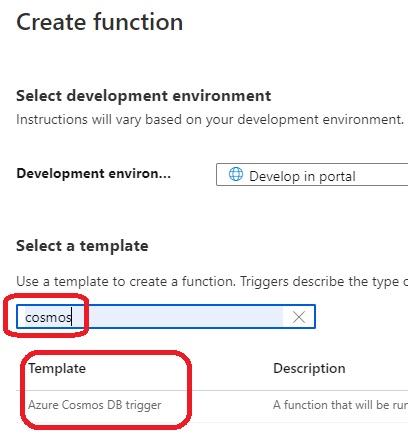 Create function
Select development environment
Instructions will vary based on your development environment.
Development environ... Develop in portal
Select a template
Use a template to create a function. Triggers describe the type
cosmos
Template Description
Azure Cosmos DB trigger A function that will be